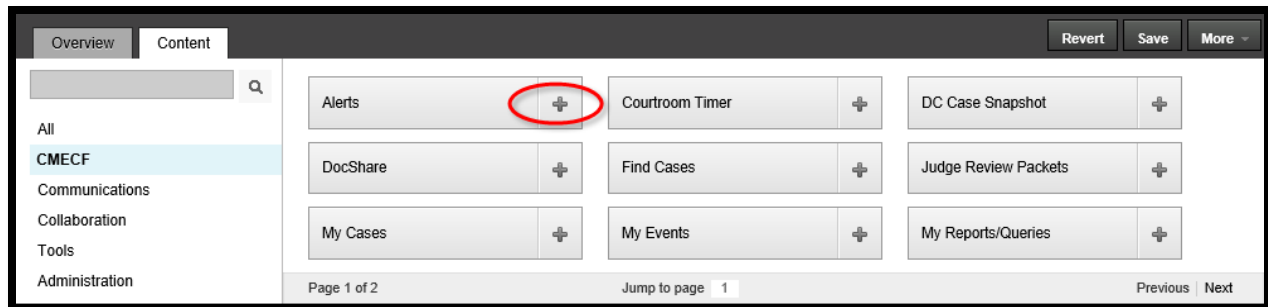 Overview Content Revert Save More
All
CMECF
Communications
Collaboration
Tools
Administration
Alerts Courtroom Timer DC Case Snapshot
DocShare Find Cases Judge Review Packets
My Cases My Events My Reports/Queries
Page 1 of 2 Jump to page 1 Previous | Next